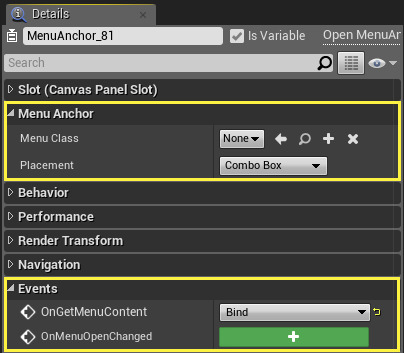 Details
MenuAnchor_81 Is Variable Open MenuAn
Search
Slot (Canvas Panel Slot)
Menu Anchor
Menu Class None
Placement Combo Box
Behavior
Performance
Render Transform
Navigation
Events
OnGetMenuContent Bind
OnMenuOpenChanged